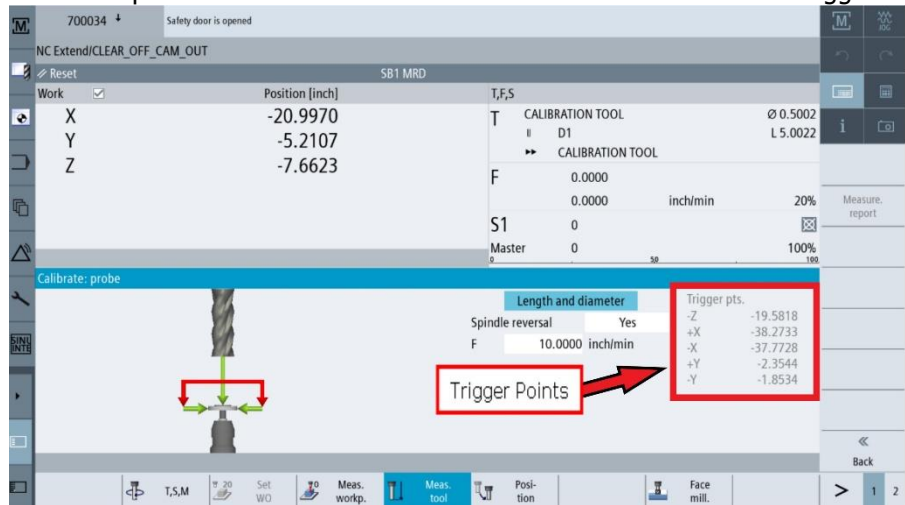 700034 Safety door is opened
M
JOG
NC Extend/CLEAR_OFF_CAM_OUT
Reset SB1 MRD
Work Position [inch] T,F,S
X -20.9970
Y -5.2107
Z -7.6623
T CALIBRATION TOOL Ø 0.5002
D1 L 5.0022
CALIBRATION TOOL
F 0.0000
0.0000 inch/min 20%
S1 0
Master 0 100%
0 50 100
Measure.
report
Calibrate: probe
Length and diameter
Spindle reversal Yes
F 10.0000 inch/min
Trigger pts.
-Z -19.5818
+X -38.2733
-X -37.7728
+Y -2.3544
-Y -1.8534
Trigger Points
Back
T,S,M
Set
WO
Meas.
workp.
Meas.
tool
Posi-
tion
Face
mill.
1 2